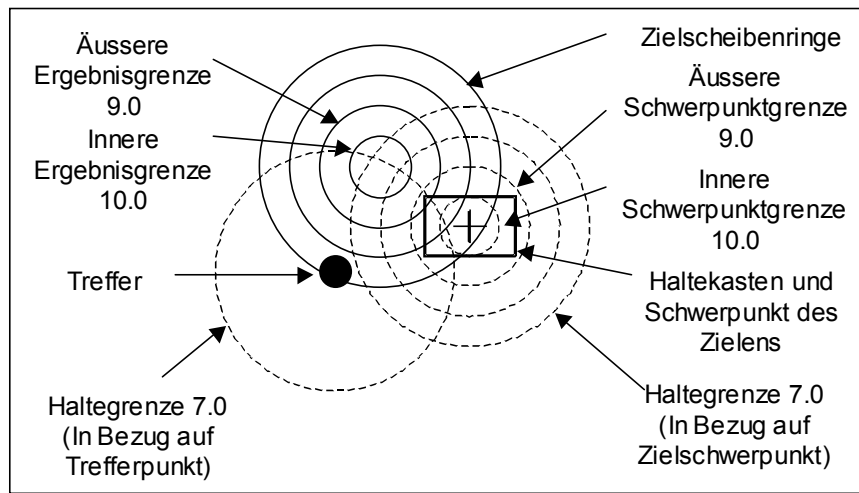 Äussere
Ergebnisgrenze
9.0
Innere
Ergebnisgrenze
10.0
Treffer
Haltegrenze 7.0
(In Bezug auf
Trefferpunkt)
Zielscheibenringe
Äussere
Schwerpunktgrenze
9.0
Innere
Schwerpunktgrenze
10.0
Haltekasten und
Schwerpunkt des
Zielens
Haltegrenze 7.0
(In Bezug auf
Zielschwerpunkt)